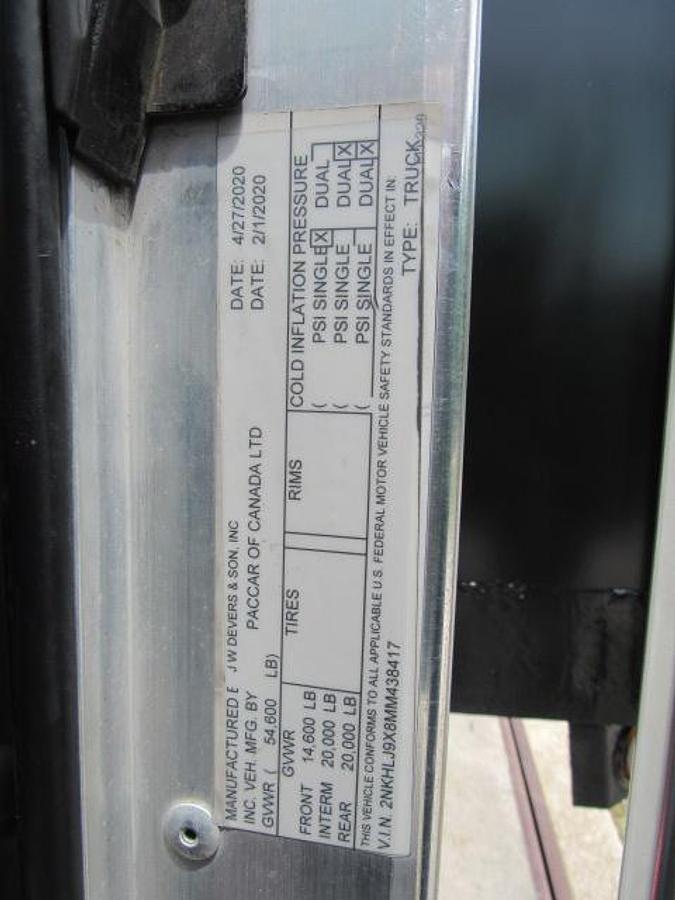 MANUFACTURED B J W DEVERS & SON, INC DATE: 4/27/2020
INC. VEH. MFG. BY PACCAR OF CANADA LTD DATE: 2/1/2020
GVWR ( 54,600 LB)
GVWR TIRES RIMS COLD INFLATION PRESSURE
FRONT 14,600 LB ( PSI SINGLE X DUAL
INTERM 20,000 LB ( PSI SINGLE DUAL X
REAR 20,000 LB ( PSI SINGLE DUAL X
THIS VEHICLE CONFORMS TO ALL APPLICABLE U.S. FEDERAL MOTOR VEHICLE SAFETY STANDARDS IN EFFECT IN:
V.I.N. 2NKHLJ9X8MM438417 TYPE: TRUCK